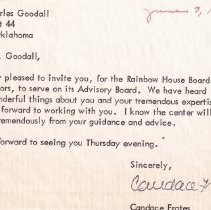 rles Goodall
e 44
klahoma
June 7, 1
. Goodall,
y pleased to invite you, for the Rainbow House Board
ors, to serve on its Advisory Board. We have heard
nderful things about you and your tremendous expertis
forward to working with you. I know the center will
remendously from your guidance and advice.
forward to seeing you Thursday evening.
Sincerely,
Candace F
Candace Frates